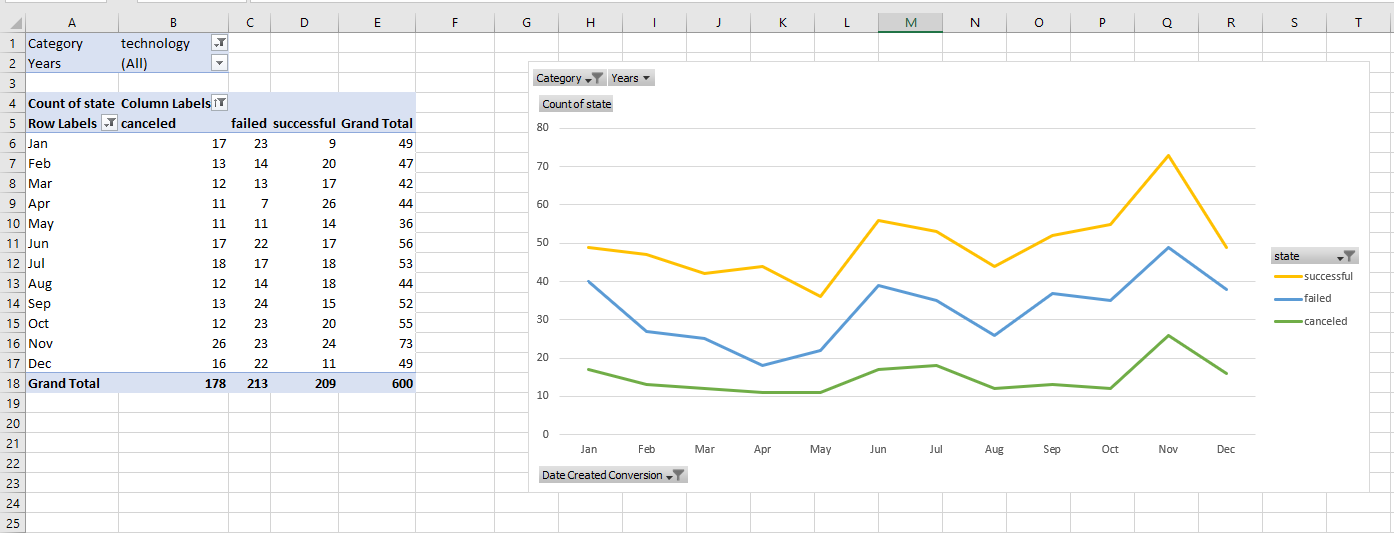 A B C D E F G H I J K L M N O P Q R S T
1 Category technology
2 Years (All)
3
4 Count of state Column Labels
5 Row Labels canceled failed successful Grand Total
6 Jan 17 23 9 49
7 Feb 13 14 20 47
8 Mar 12 13 17 42
9 Apr 11 7 26 44
10 May 11 11 14 36
11 Jun 17 22 17 56
12 Jul 18 17 18 53
13 Aug 12 14 18 44
14 Sep 13 24 15 52
15 Oct 12 23 20 55
16 Nov 26 23 24 73
17 Dec 16 22 11 49
18 Grand Total 178 213 209 600
19
20
21
22
23
24
25
Category Years
Count of state
80
70
60
50
40
30
20
10
0
Jan Feb Mar Apr May Jun Jul Aug Sep Oct Nov Dec
Date Created Conversion
state
successful
failed
canceled